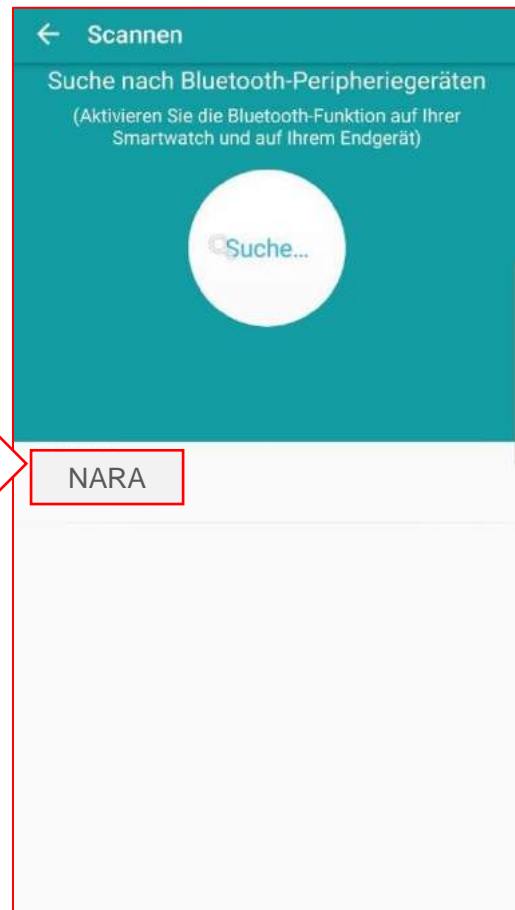 Scannen
Suche nach Bluetooth-Peripheriegeräten
(Aktivieren Sie die Bluetooth-Funktion auf Ihrer
Smartwatch und auf Ihrem Endgerät)
Suche...
NARA